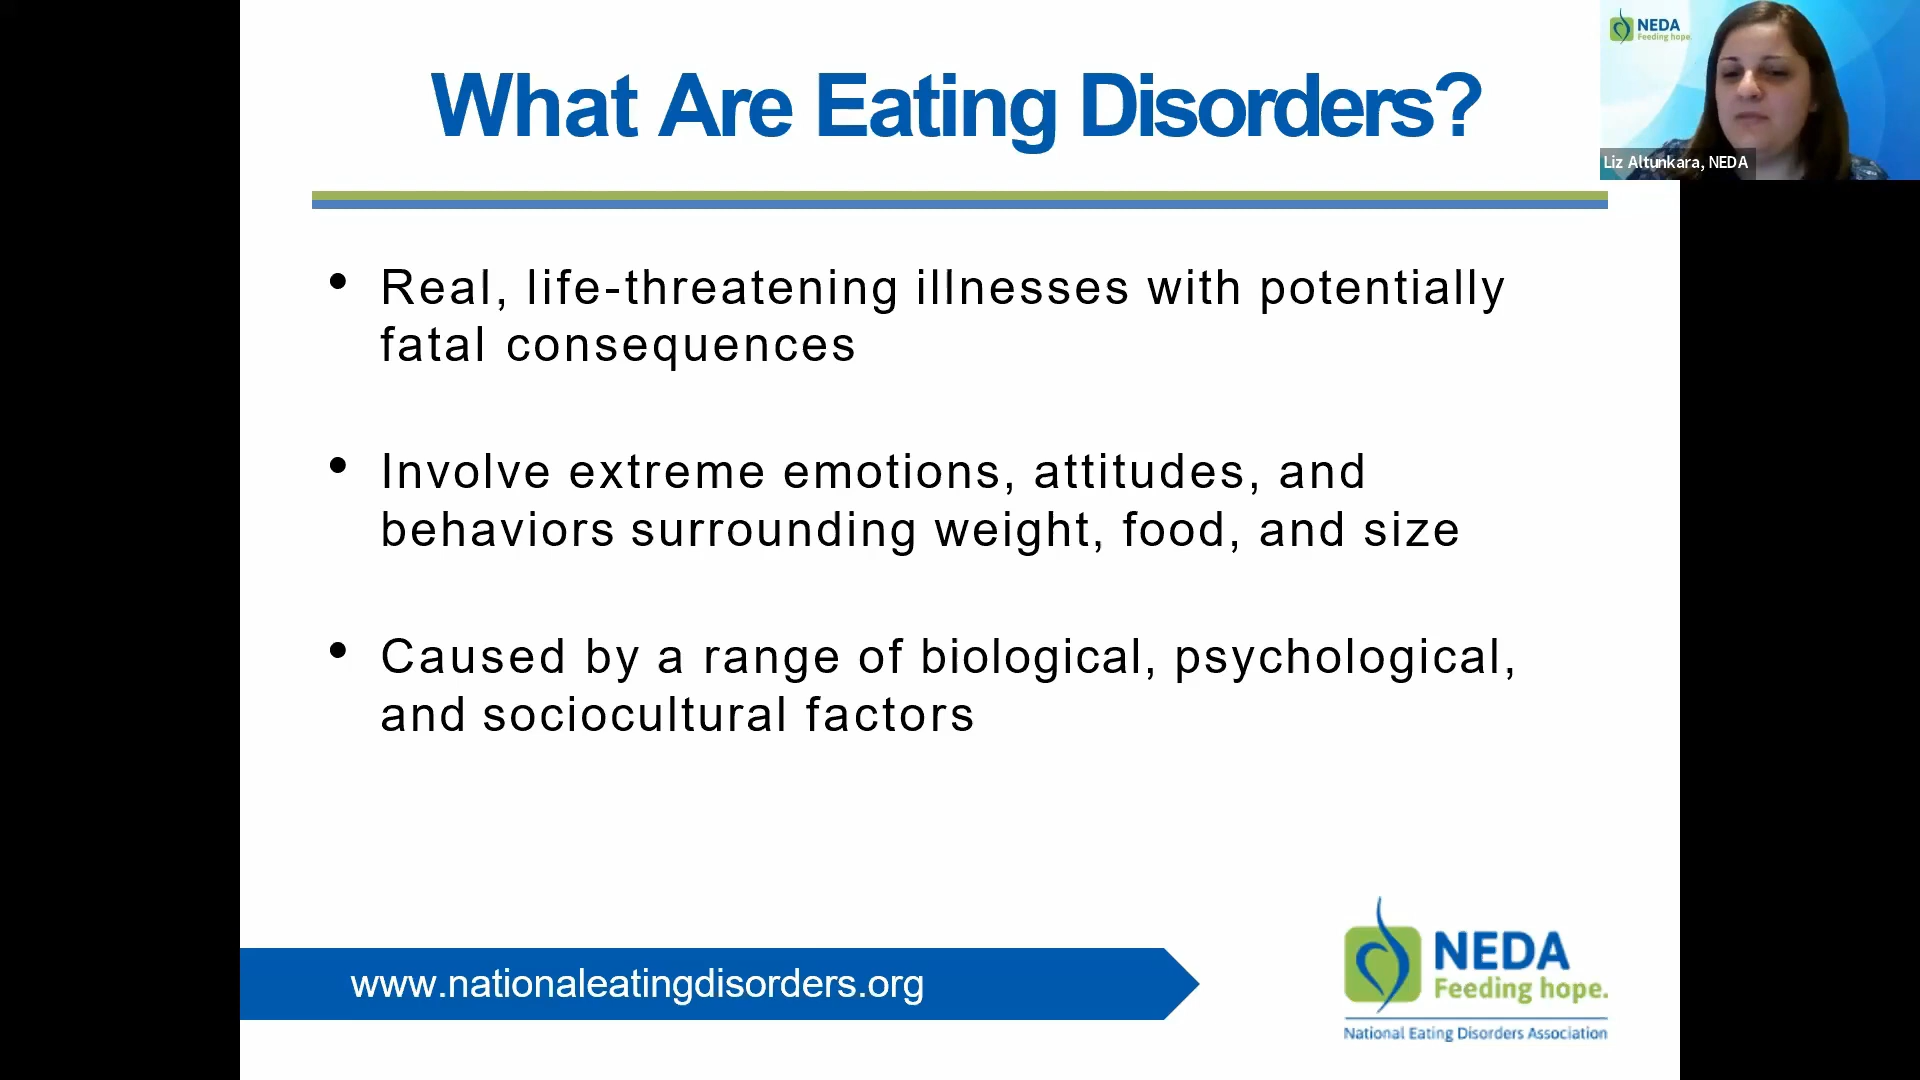 What Are Eating Disorders?
NEDA
Feeding hope.
Liz Altunkara, NEDA
• Real, life-threatening illnesses with potentially
fatal consequences
• Involve extreme emotions, attitudes, and
behaviors surrounding weight, food, and size
• Caused by a range of biological, psychological,
and sociocultural factors
www.nationaleatingdisorders.org
NEDA
Feeding hope.
National Eating Disorders Association